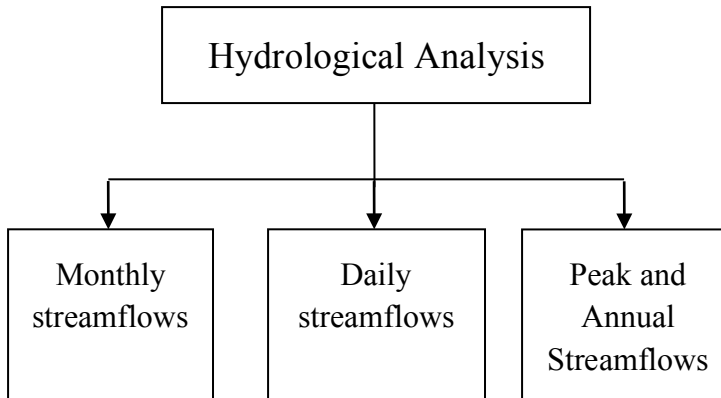 Hydrological Analysis
Monthly
streamflows
Daily
streamflows
Peak and
Annual
Streamflows